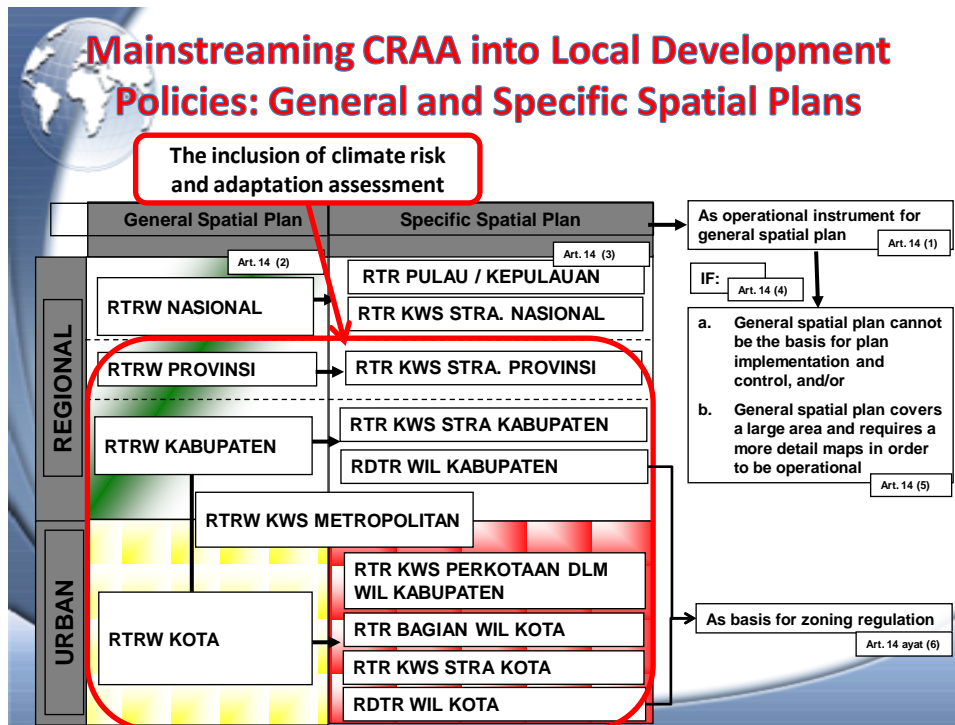 Mainstreaming CRAA into Local Development
Policies: General and Specific Spatial Plans
The inclusion of climate risk
and adaptation assessment
General Spatial Plan
Specific Spatial Plan
As operational instrument for
general spatial plan
Art. 14 (1)
Art. 14 (2)
Art. 14 (3)
IF:
Art. 14 (4)
REGIONAL
RTRW NASIONAL
RTR PULAU / KEPULAUAN
RTR KWS STRA. NASIONAL
RTRW PROVINSI
RTR KWS STRA. PROVINSI
RTRW KABUPATEN
RTR KWS STRA KABUPATEN
RDTR WIL KABUPATEN
a. General spatial plan cannot
be the basis for plan
implementation and
control, and/or
b. General spatial plan covers
a large area and requires a
more detail maps in order
to be operational
Art. 14 (5)
RTRW KWS METROPOLITAN
URBAN
RTRW KOTA
RTR KWS PERKOTAAN DLM
WIL KABUPATEN
RTR BAGIAN WIL KOTA
RTR KWS STRA KOTA
RDTR WIL KOTA
As basis for zoning regulation
Art. 14 ayat (6)